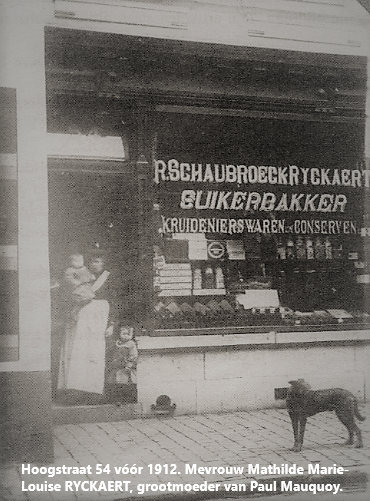 R.SCHAUBROECK RYCKAERT
SUIKERBAKKER
KRUIDENIERSWAREN EN CONSERVEN
Hoogstraat 54 vóór 1912. Mevrouw Mathilde Marie-
Louise RYCKAERT, grootmoeder van Paul Mauquoy.